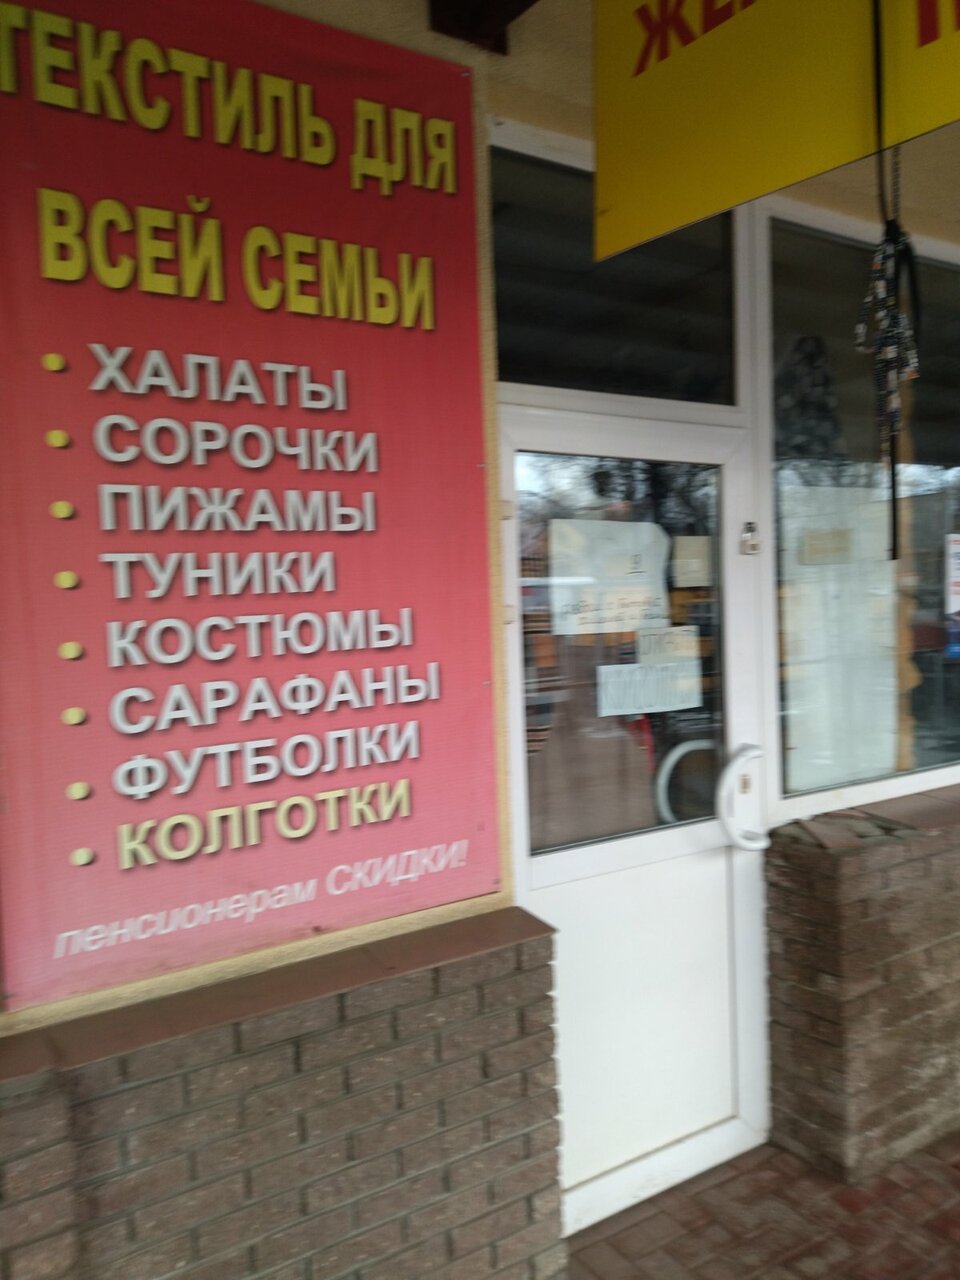 ТЕКСТИЛЬ ДЛЯ
ВСЕЙ СЕМЬИ
• ХАЛАТЫ
• СОРОЧКИ
• ПИЖАМЫ
• ТУНИКИ
• КОСТЮМЫ
• САРАФАНЫ
• ФУТБОЛКИ
• КОЛГОТКИ
пенсионерам СКИДКИ!